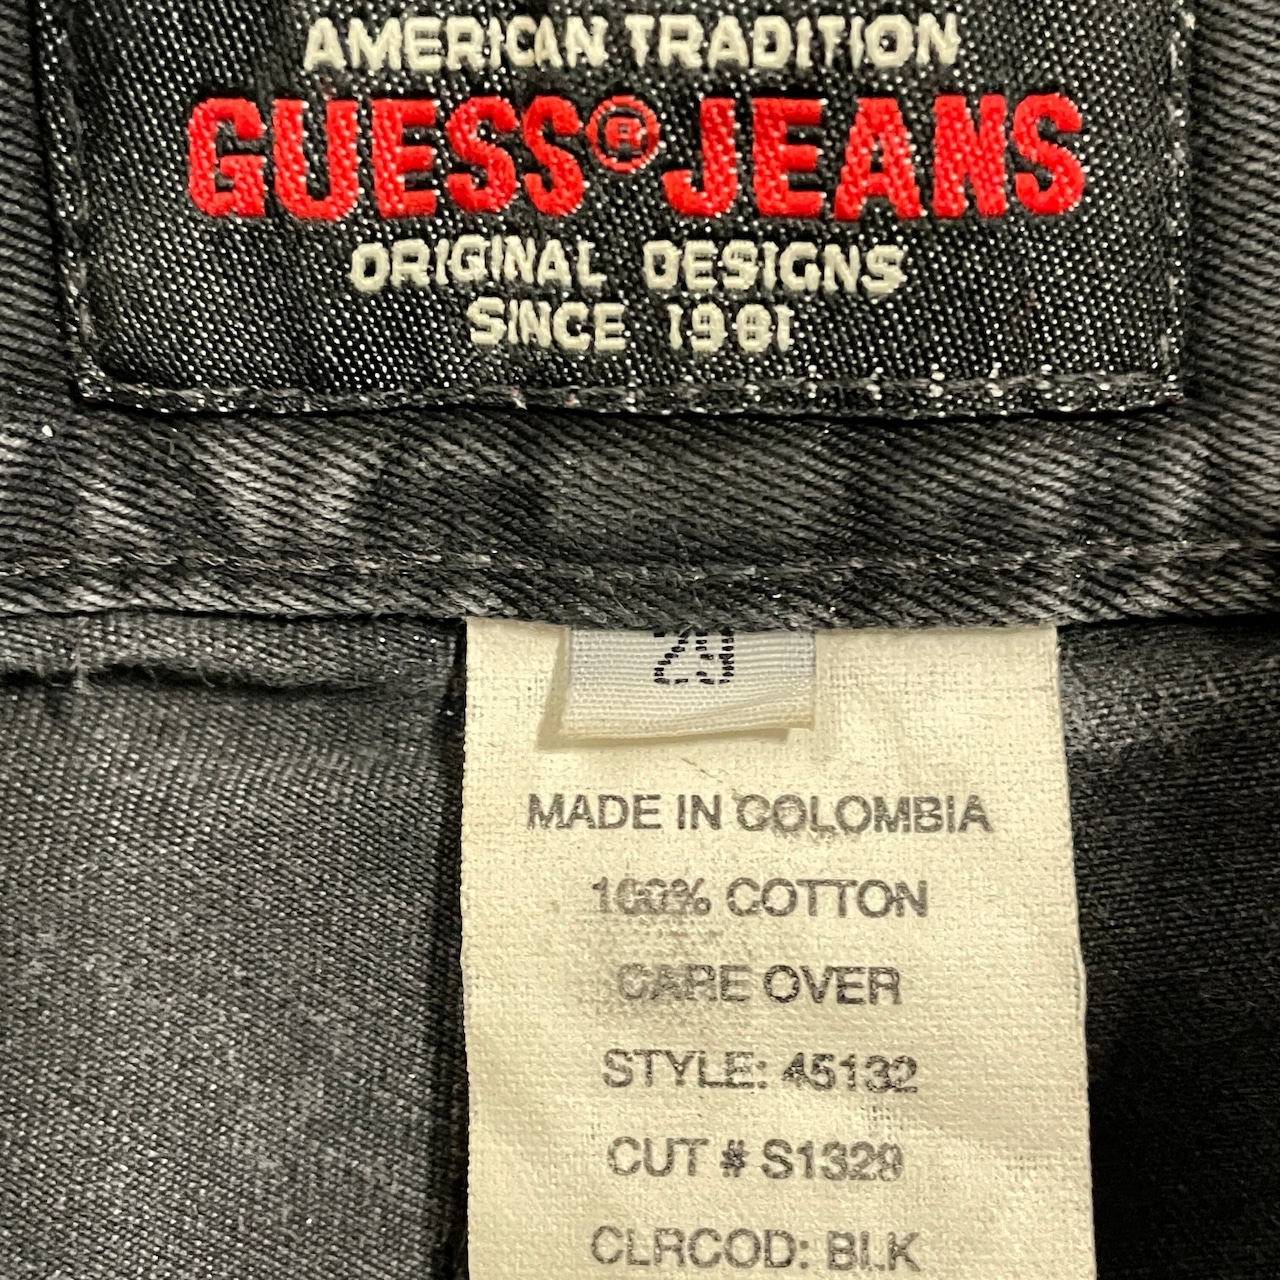 AMERICAN TRADITION
GUESS® JEANS
ORIGINAL DESIGNS
SINCE 1981
MADE IN COLOMBIA
100% COTTON
CARE OVER
STYLE: 45132
CUT # S1329
CLRCOD: BLK